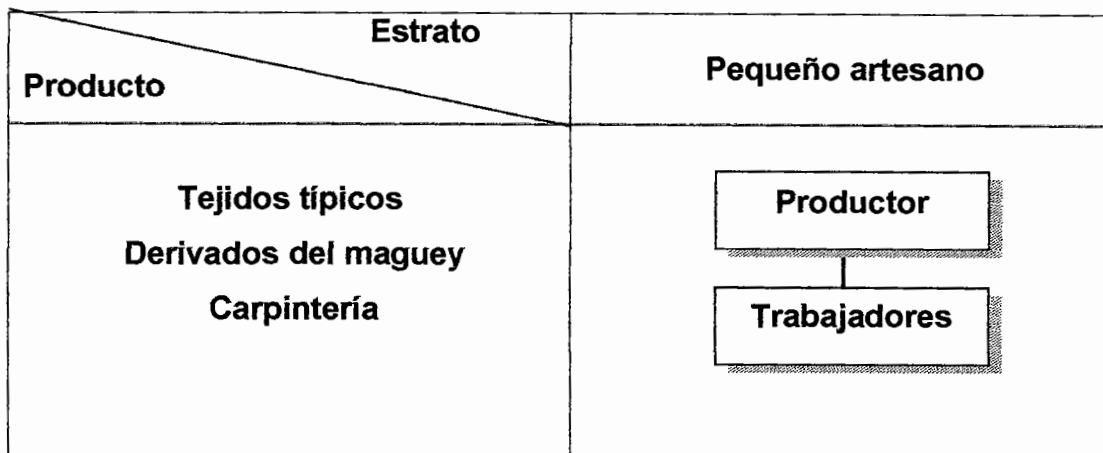 Estrato
Producto
Pequeño artesano
Tejidos típicos
Derivados del maguey
Carpintería
Productor
Trabajadores